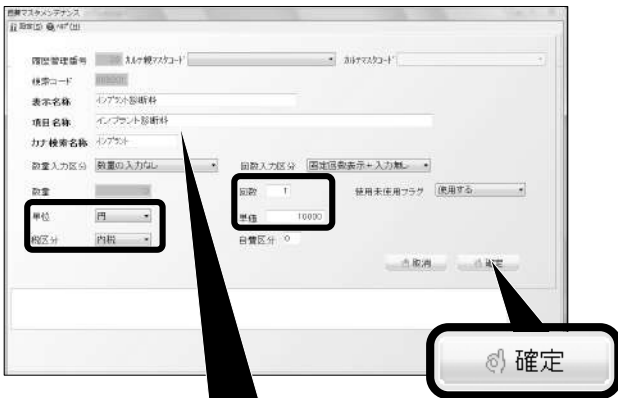 自費マスタメンテナンス
設定(S) ヘルプ(H)
履歴管理番号 カルテ親マスタコード カルテマスタコード
検索コード
表示名称 インプラント診断料
項目名称 インプラント診断料
カナ検索名称 インプラント
数量入力区分 数量の入力なし 回数入力区分 固定回数表示+入力無し
数量 回数 1 使用未使用フラグ 使用する
単位 円 単価 10000
税区分 内税 自費区分 0
取消 確定
確定